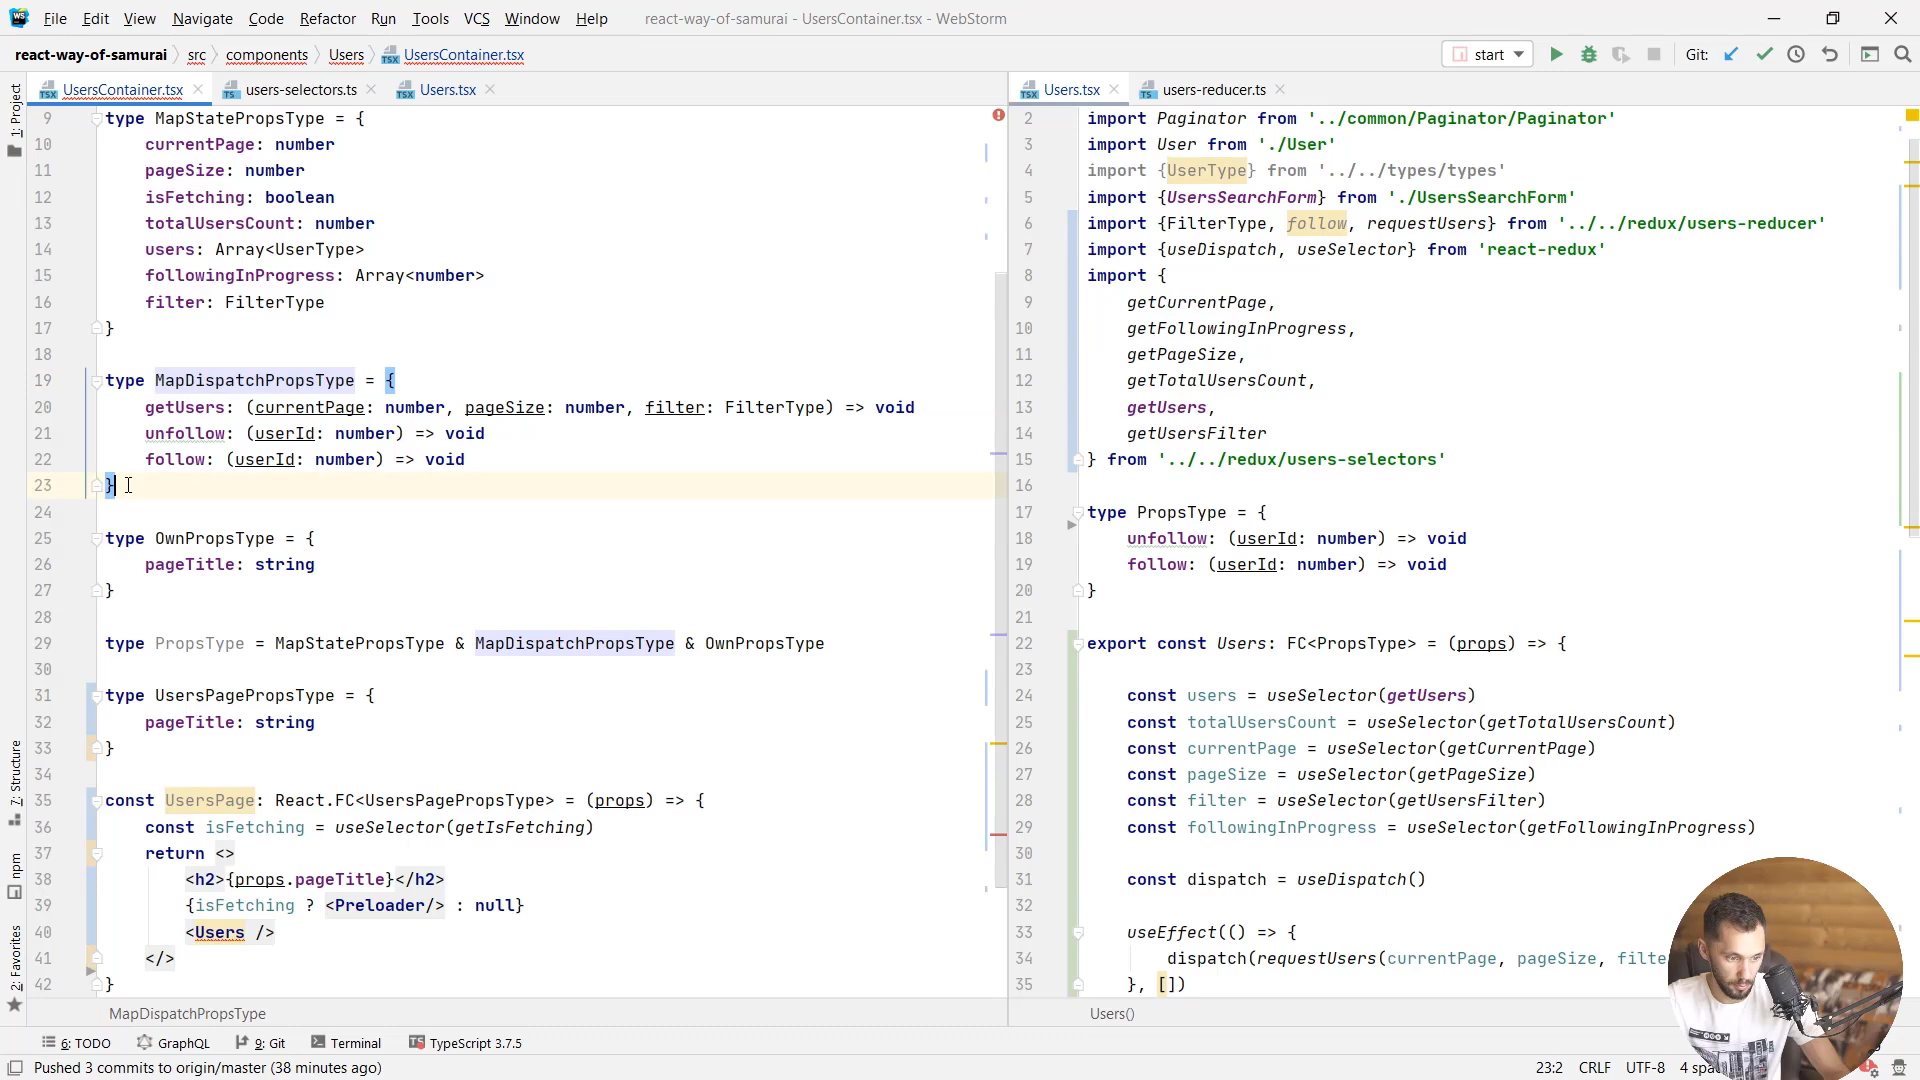 File Edit View Navigate Code Refactor Run Tools VCS Window Help react-way-of-samurai - UsersContainer.tsx - WebStorm
react-way-of-samurai src components Users UsersContainer.tsx start Git:
UsersContainer.tsx users-selectors.ts Users.tsx
9 type MapStatePropsType = {
10 currentPage: number
11 pageSize: number
12 isFetching: boolean
13 totalUsersCount: number
14 users: Array<UserType>
15 followingInProgress: Array<number>
16 filter: FilterType
17 }
18
19 type MapDispatchPropsType = {
20 getUsers: (currentPage: number, pageSize: number, filter: FilterType) => void
21 unfollow: (userId: number) => void
22 follow: (userId: number) => void
23 }
24
25 type OwnPropsType = {
26 pageTitle: string
27 }
28
29 type PropsType = MapStatePropsType & MapDispatchPropsType & OwnPropsType
30
31 type UsersPagePropsType = {
32 pageTitle: string
33 }
34
35 const UsersPage: React.FC<UsersPagePropsType> = (props) => {
36 const isFetching = useSelector(getIsFetching)
37 return <>
38 <h2>{props.pageTitle}</h2>
39 {isFetching ? <Preloader/> : null}
40 <Users />
41 </>
42 }
MapDispatchPropsType
Users.tsx users-reducer.ts
2 import Paginator from '../common/Paginator/Paginator'
3 import User from './User'
4 import {UserType} from '../../types/types'
5 import {UsersSearchForm} from './UsersSearchForm'
6 import {FilterType, follow, requestUsers} from '../../redux/users-reducer'
7 import {useDispatch, useSelector} from 'react-redux'
8 import {
9 getCurrentPage,
10 getFollowingInProgress,
11 getPageSize,
12 getTotalUsersCount,
13 getUsers,
14 getUsersFilter
15 } from '../../redux/users-selectors'
16
17 type PropsType = {
18 unfollow: (userId: number) => void
19 follow: (userId: number) => void
20 }
21
22 export const Users: FC<PropsType> = (props) => {
23
24 const users = useSelector(getUsers)
25 const totalUsersCount = useSelector(getTotalUsersCount)
26 const currentPage = useSelector(getCurrentPage)
27 const pageSize = useSelector(getPageSize)
28 const filter = useSelector(getUsersFilter)
29 const followingInProgress = useSelector(getFollowingInProgress)
30
31 const dispatch = useDispatch()
32
33 useEffect(() => {
34 dispatch(requestUsers(currentPage, pageSize, filte
35 }, [])
Users()
1: Project
7: Structure
npm
2: Favorites
6: TODO GraphQL 9: Git Terminal TypeScript 3.7.5
Pushed 3 commits to origin/master (38 minutes ago) 23:2 CRLF UTF-8 4 spa